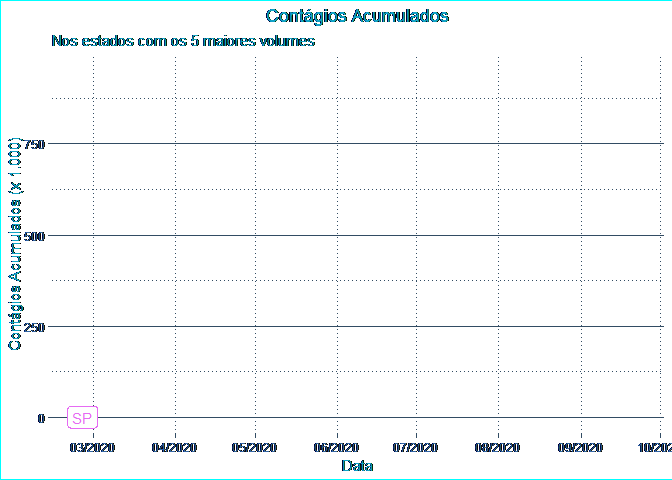 Contágios Acumulados
Nos estados com os 5 maiores volumes
Contágios Acumulados (x 1.000)
750
500
250
0
SP
03/2020 04/2020 05/2020 06/2020 07/2020 08/2020 09/2020 10/202
Data